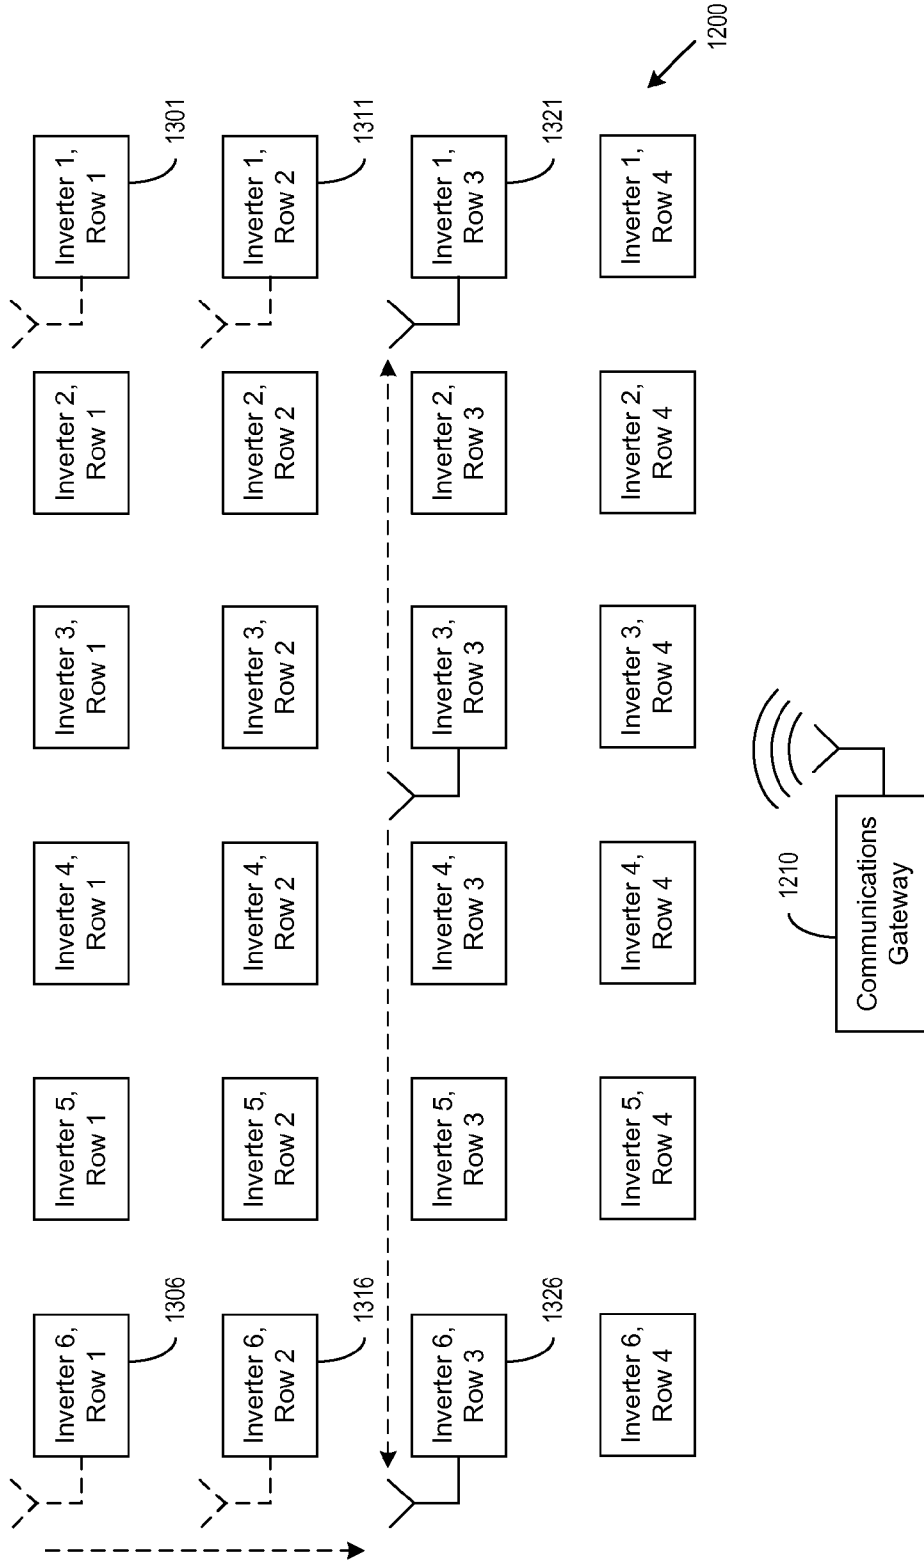 Inverter 6,
Row 1
Inverter 5,
Row 1
Inverter 4,
Row 1
Inverter 3,
Row 1
Inverter 2,
Row 1
Inverter 1,
Row 1
1306
1301
Inverter 6,
Row 2
Inverter 5,
Row 2
Inverter 4,
Row 2
Inverter 3,
Row 2
Inverter 2,
Row 2
Inverter 1,
Row 2
1316
1311
Inverter 6,
Row 3
Inverter 5,
Row 3
Inverter 4,
Row 3
Inverter 3,
Row 3
Inverter 2,
Row 3
Inverter 1,
Row 3
1326
1321
Inverter 6,
Row 4
Inverter 5,
Row 4
Inverter 4,
Row 4
Inverter 3,
Row 4
Inverter 2,
Row 4
Inverter 1,
Row 4
1200
1210
Communications
Gateway